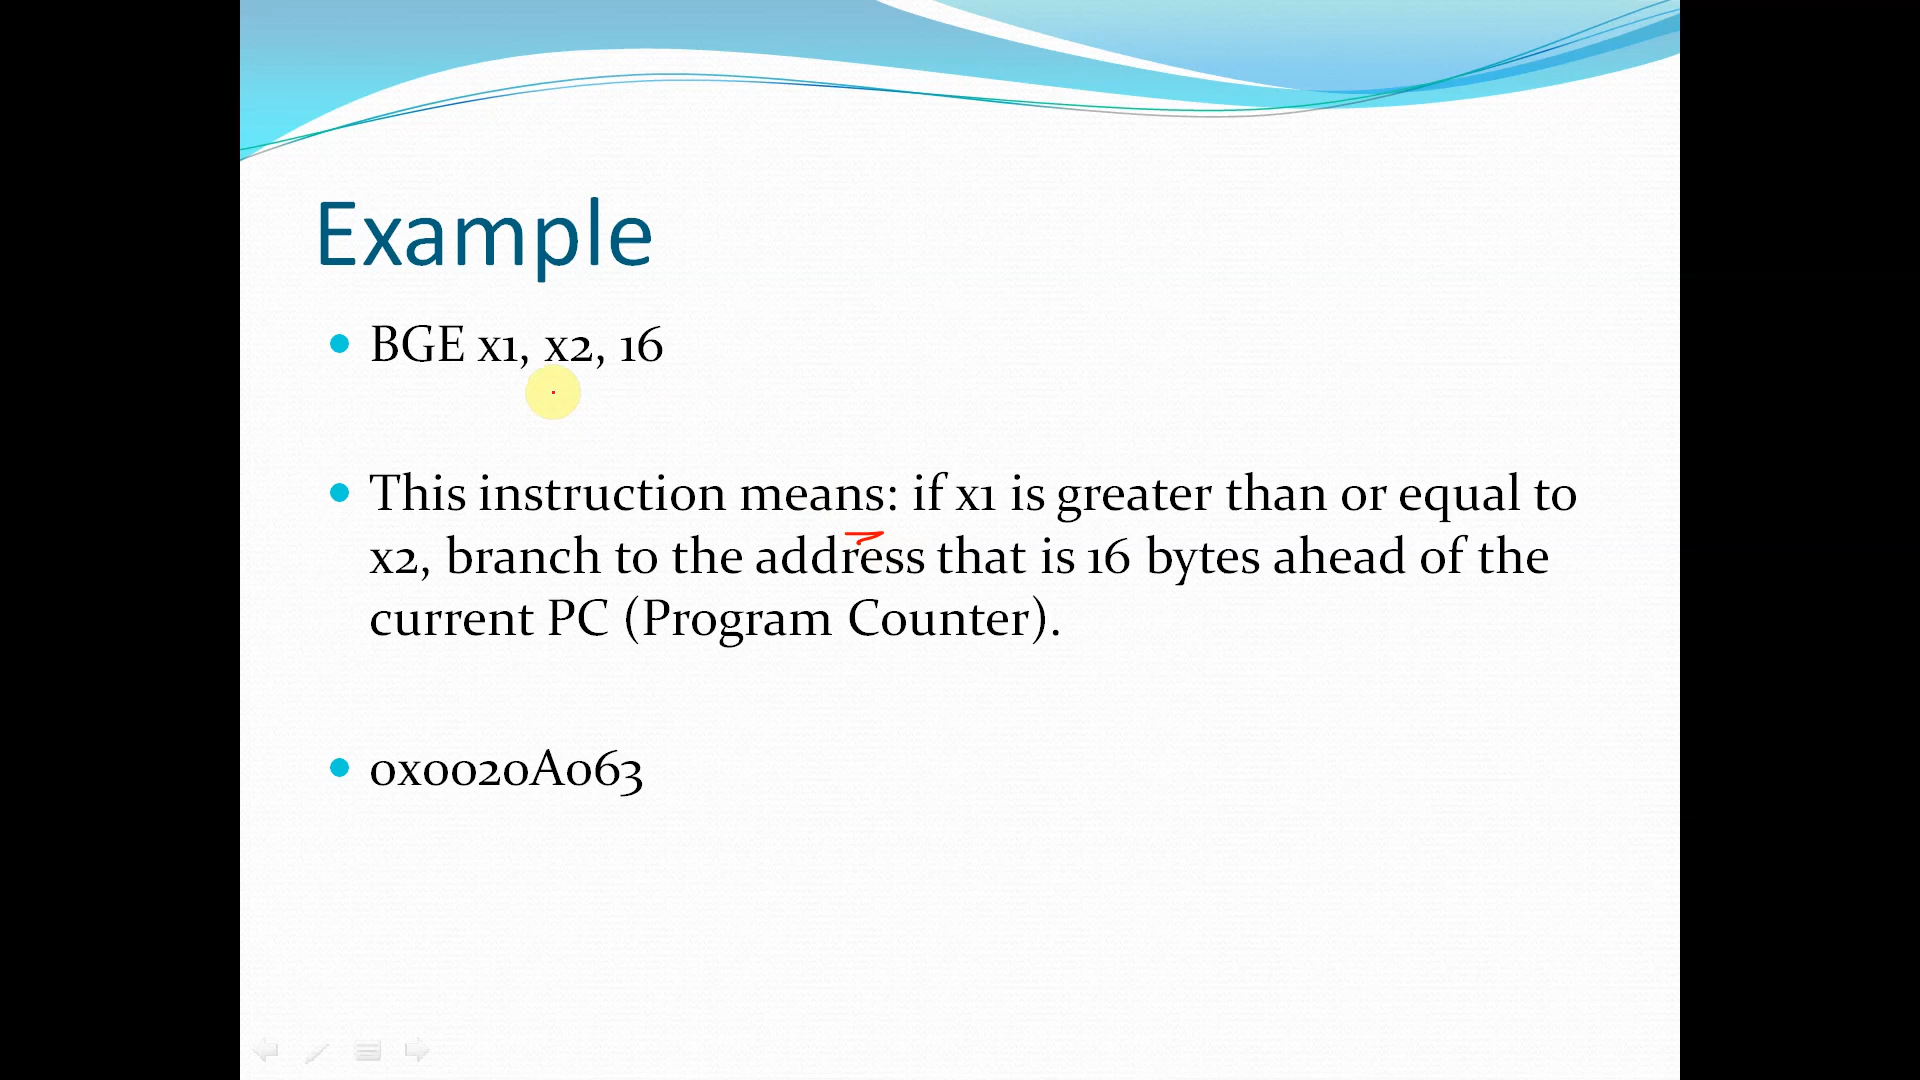 Example
BGE x1, x2, 16
This instruction means: if x1 is greater than or equal to
x2, branch to the address that is 16 bytes ahead of the
current PC (Program Counter).
0x0020A063